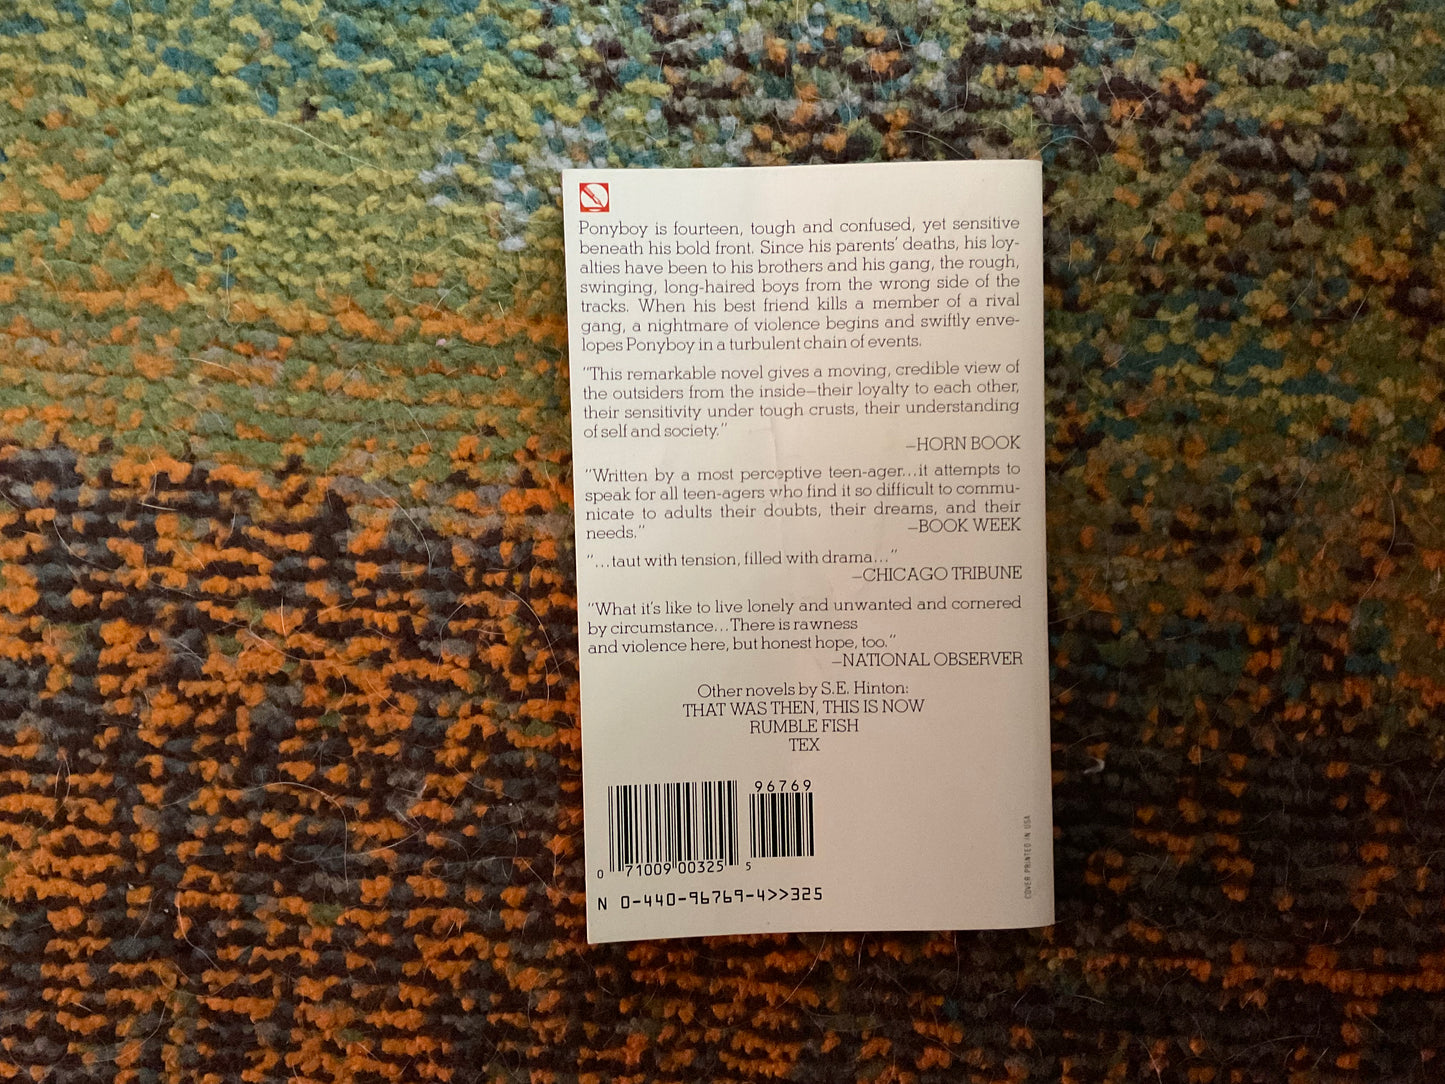 Ponyboy is fourteen, tough and confused, yet sensitive
beneath his bold front. Since his parents' deaths, his loy-
alties have been to his brothers and his gang, the rough,
swinging, long-haired boys from the wrong side of the
tracks. When his best friend kills a member of a rival
gang, a nightmare of violence begins and swiftly enve-
lopes Ponyboy in a turbulent chain of events.
"This remarkable novel gives a moving, credible view of
the outsiders from the inside—their loyalty to each other,
their sensitivity under tough crusts, their understanding
of self and society."
—HORN BOOK
"Written by a most perceptive teen-ager...it attempts to
speak for all teen-agers who find it so difficult to commu-
nicate to adults their doubts, their dreams, and their
needs."
—BOOK WEEK
"...taut with tension, filled with drama..."
—CHICAGO TRIBUNE
"What it's like to live lonely and unwanted and cornered
by circumstance...There is rawness
and violence here, but honest hope, too."
—NATIONAL OBSERVER
Other novels by S.E. Hinton:
THAT WAS THEN, THIS IS NOW
RUMBLE FISH
TEX
96769
0 71009 00325 5
N 0-440-96769-4>>325
COVER PRINTED IN USA